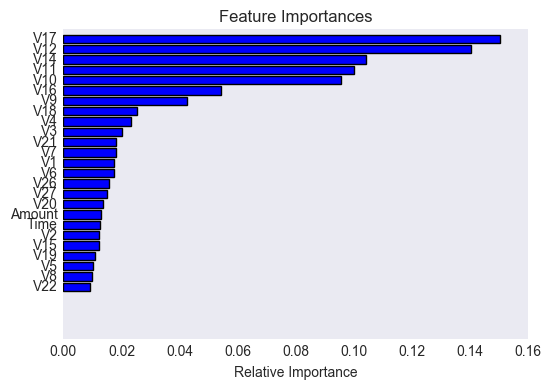 Feature Importances
V17
V12
V14
V11
V10
V16
V9
V18
V4
V3
V21
V7
V1
V6
V26
V27
V20
Amount
Time
V2
V15
V19
V5
V8
V22
0.00 0.02 0.04 0.06 0.08 0.10 0.12 0.14 0.16
Relative Importance